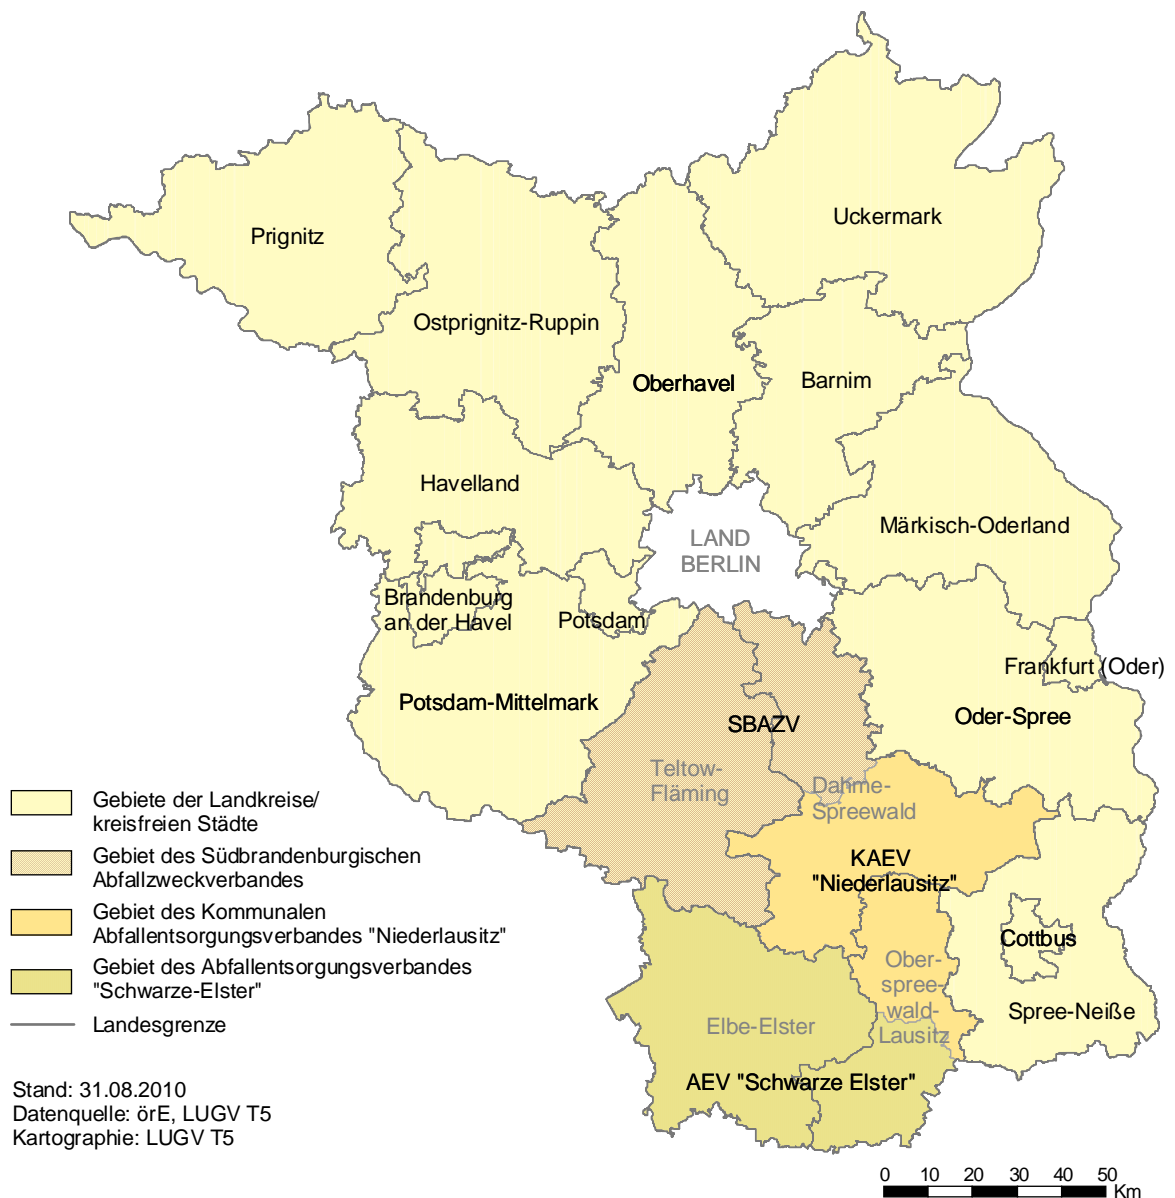 Uckermark
Prignitz
Ostprignitz-Ruppin
Oberhavel
Barnim
Havelland
Märkisch-Oderland
LAND
BERLIN
Brandenburg
an der Havel
Potsdam
Frankfurt (Oder)
Potsdam-Mittelmark
Oder-Spree
SBAZV
Teltow-
Fläming
Dahme-
Spreewald
KAEV
"Niederlausitz"
Cottbus
Ober-
spree-
wald-
Lausitz
Spree-Neiße
Elbe-Elster
AEV "Schwarze Elster"
Gebiete der Landkreise/
kreisfreien Städte
Gebiet des Südbrandenburgischen
Abfallzweckverbandes
Gebiet des Kommunalen
Abfallentsorgungsverbandes "Niederlausitz"
Gebiet des Abfallentsorgungsverbandes
"Schwarze-Elster"
Landesgrenze
Stand: 31.08.2010
Datenquelle: örE, LUGV T5
Kartographie: LUGV T5
0 10 20 30 40 50
Km